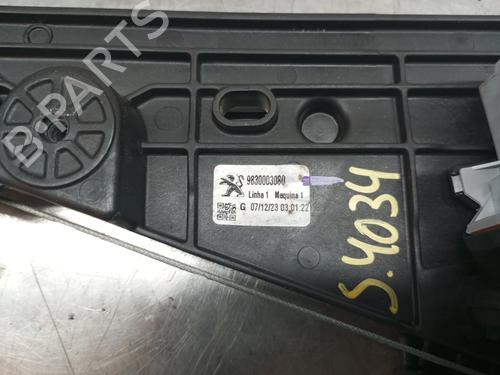 B-PARTS
S 9830003080
Linha 1 Maquina 1
G 07/12/23 03:01:22
S.4034